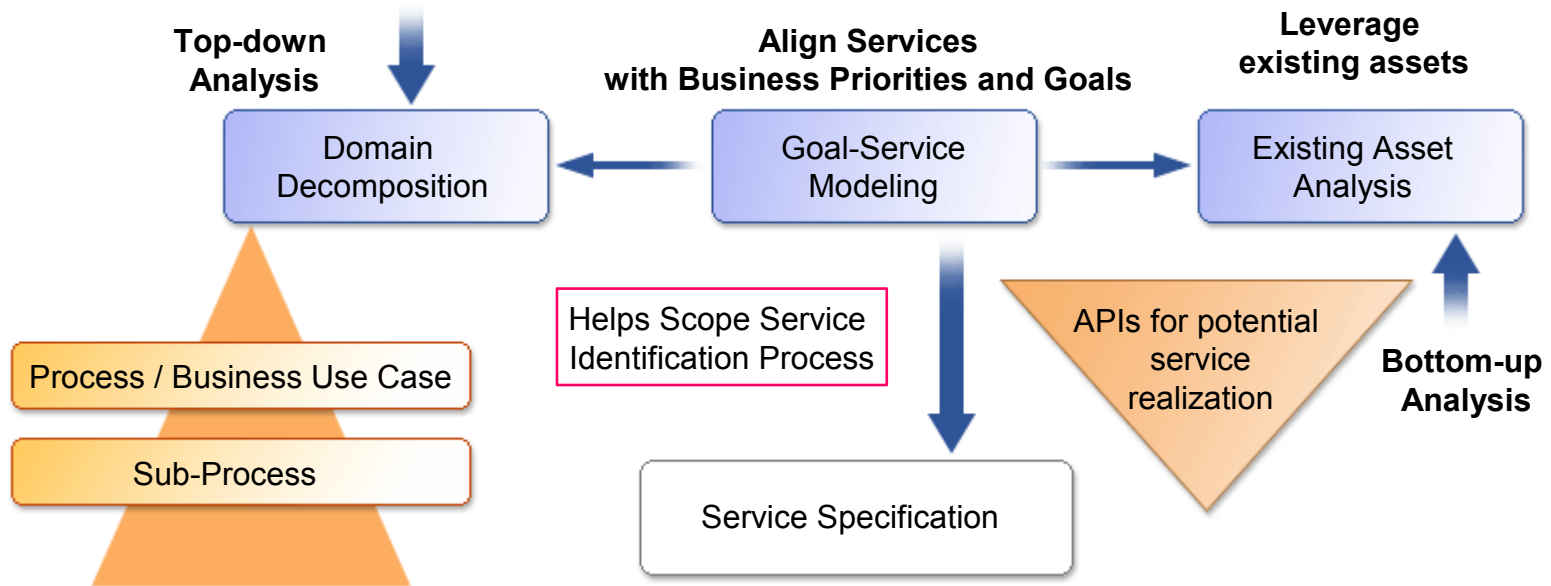 Top-down
Analysis
Align Services
with Business Priorities and Goals
Leverage
existing assets
Domain
Decomposition
Goal-Service
Modeling
Existing Asset
Analysis
Helps Scope Service
Identification Process
APIs for potential
service
realization
Bottom-up
Analysis
Process / Business Use Case
Sub-Process
Service Specification